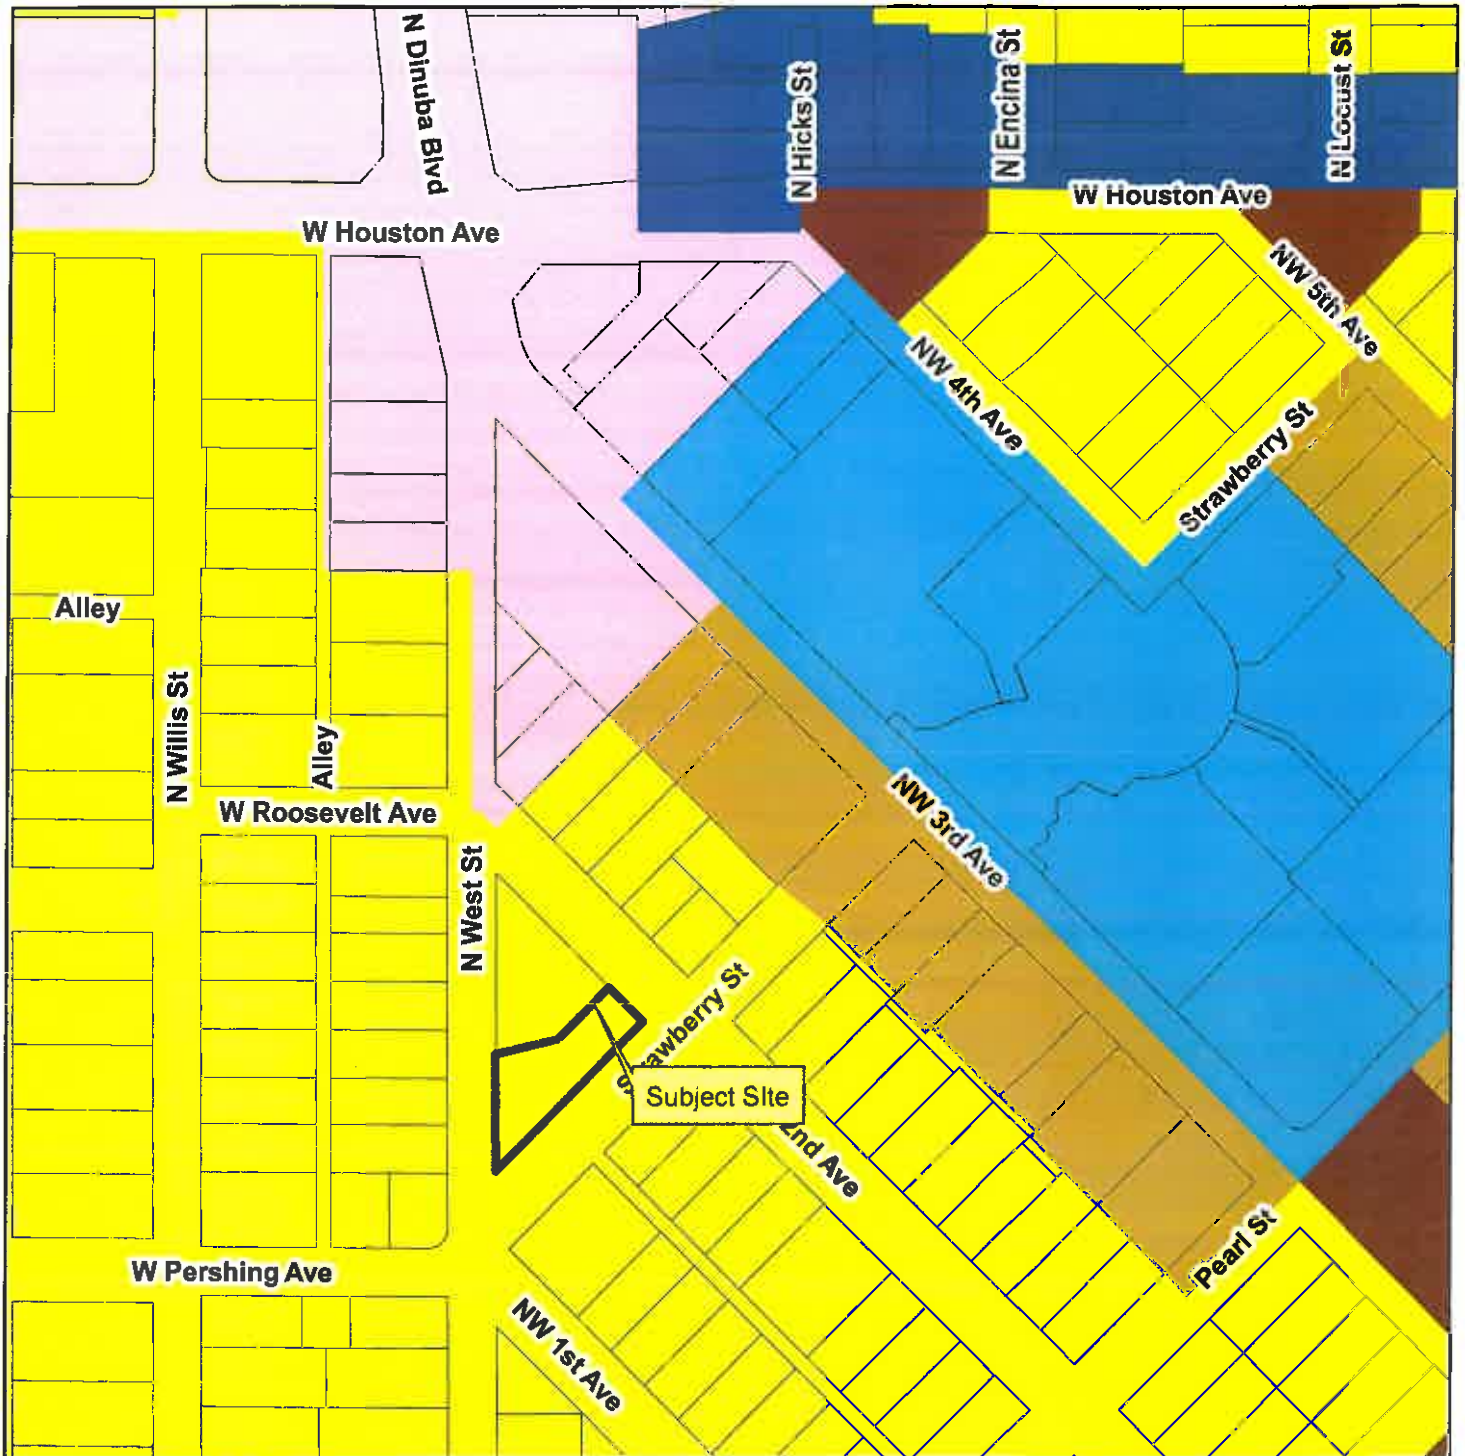 N Dinuba Blvd
N Hicks St
N Encina St
N Locust St
W Houston Ave
W Houston Ave
NW 5th Ave
NW 4th Ave
Strawberry St
Alley
N Willis St
Alley
W Roosevelt Ave
NW 3rd Ave
N West St
rawberry St
Subject SIte
2nd Ave
Pearl St
W Pershing Ave
NW 1st Ave